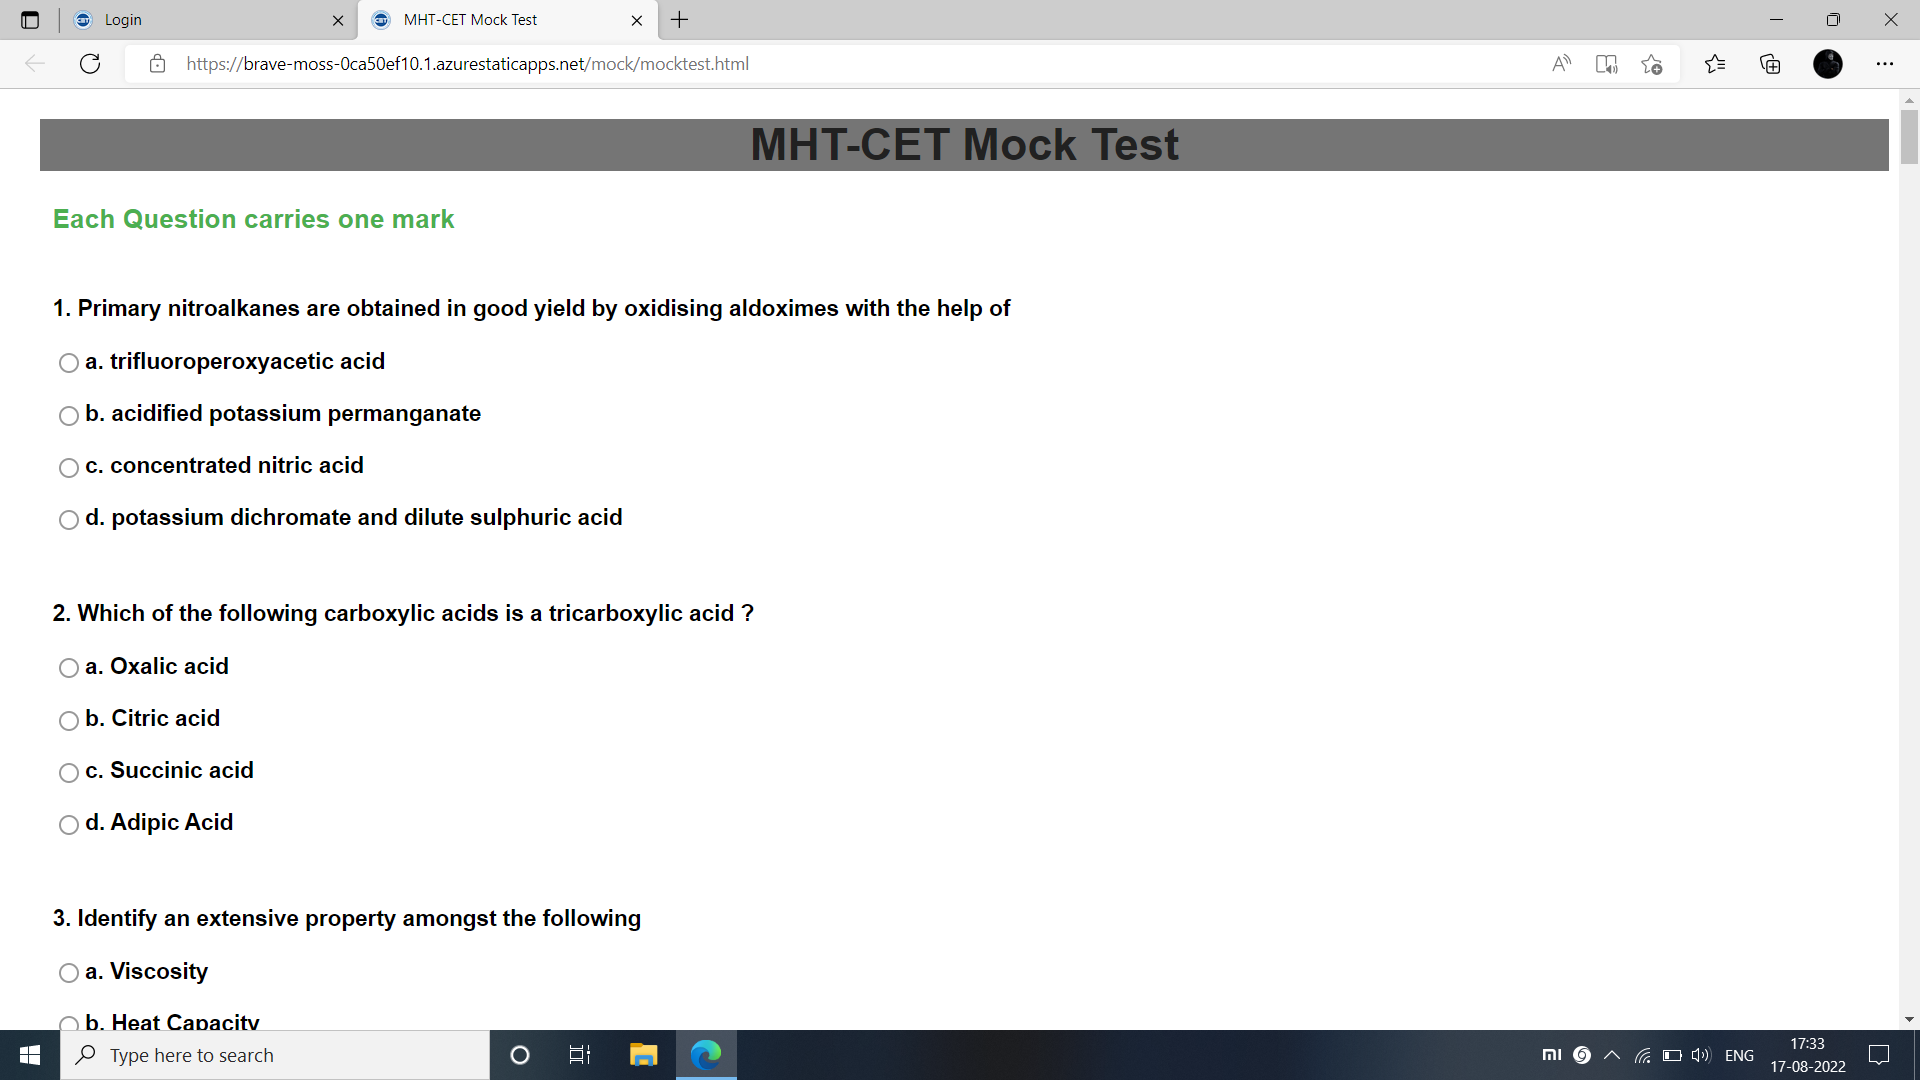 Login
MHT-CET Mock Test
https://brave-moss-0ca50ef10.1.azurestaticapps.net/mock/mocktest.html
MHT-CET Mock Test
Each Question carries one mark
1. Primary nitroalkanes are obtained in good yield by oxidising aldoximes with the help of
a. trifluoroperoxyacetic acid
b. acidified potassium permanganate
c. concentrated nitric acid
d. potassium dichromate and dilute sulphuric acid
2. Which of the following carboxylic acids is a tricarboxylic acid ?
a. Oxalic acid
b. Citric acid
c. Succinic acid
d. Adipic Acid
3. Identify an extensive property amongst the following
a. Viscosity
b. Heat Capacity
Type here to search
ENG
17:33
17-08-2022